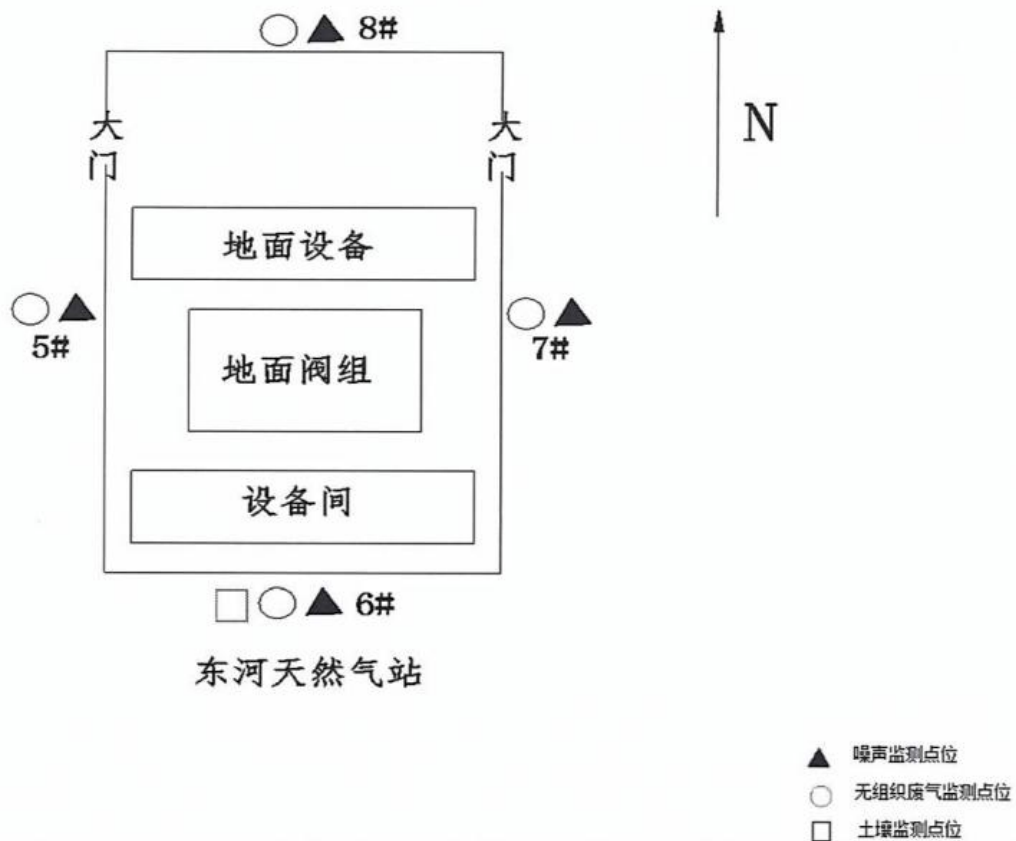 8#
N
大门
大门
地面设备
5#
地面阀组
7#
设备间
6#
东河天然气站
噪声监测点位
无组织废气监测点位
土壤监测点位